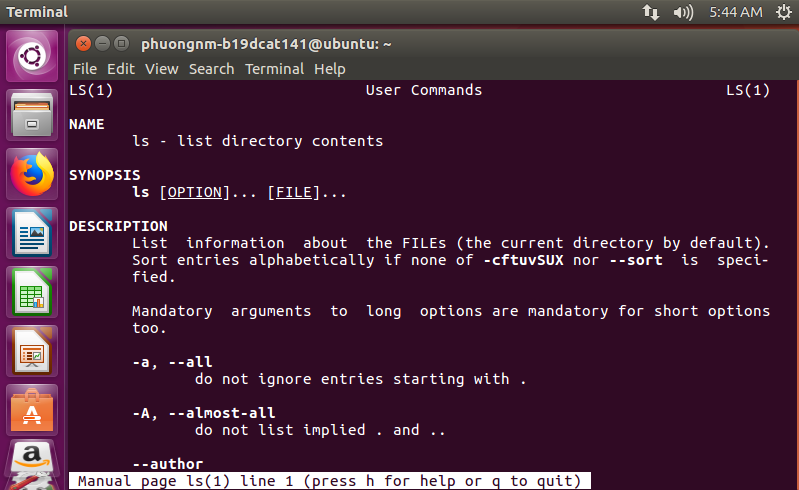 Terminal
5:44 AM
phuongnm-b19dcat141@ubuntu: ~
File Edit View Search Terminal Help
LS(1) User Commands LS(1)
NAME
ls - list directory contents
SYNOPSIS
ls [OPTION]... [FILE]...
DESCRIPTION
List information about the FILEs (the current directory by default).
Sort entries alphabetically if none of -cftuvSUX nor --sort is speci-
fied.
Mandatory arguments to long options are mandatory for short options
too.
-a, --all
do not ignore entries starting with .
-A, --almost-all
do not list implied . and ..
--author
Manual page ls(1) line 1 (press h for help or q to quit)